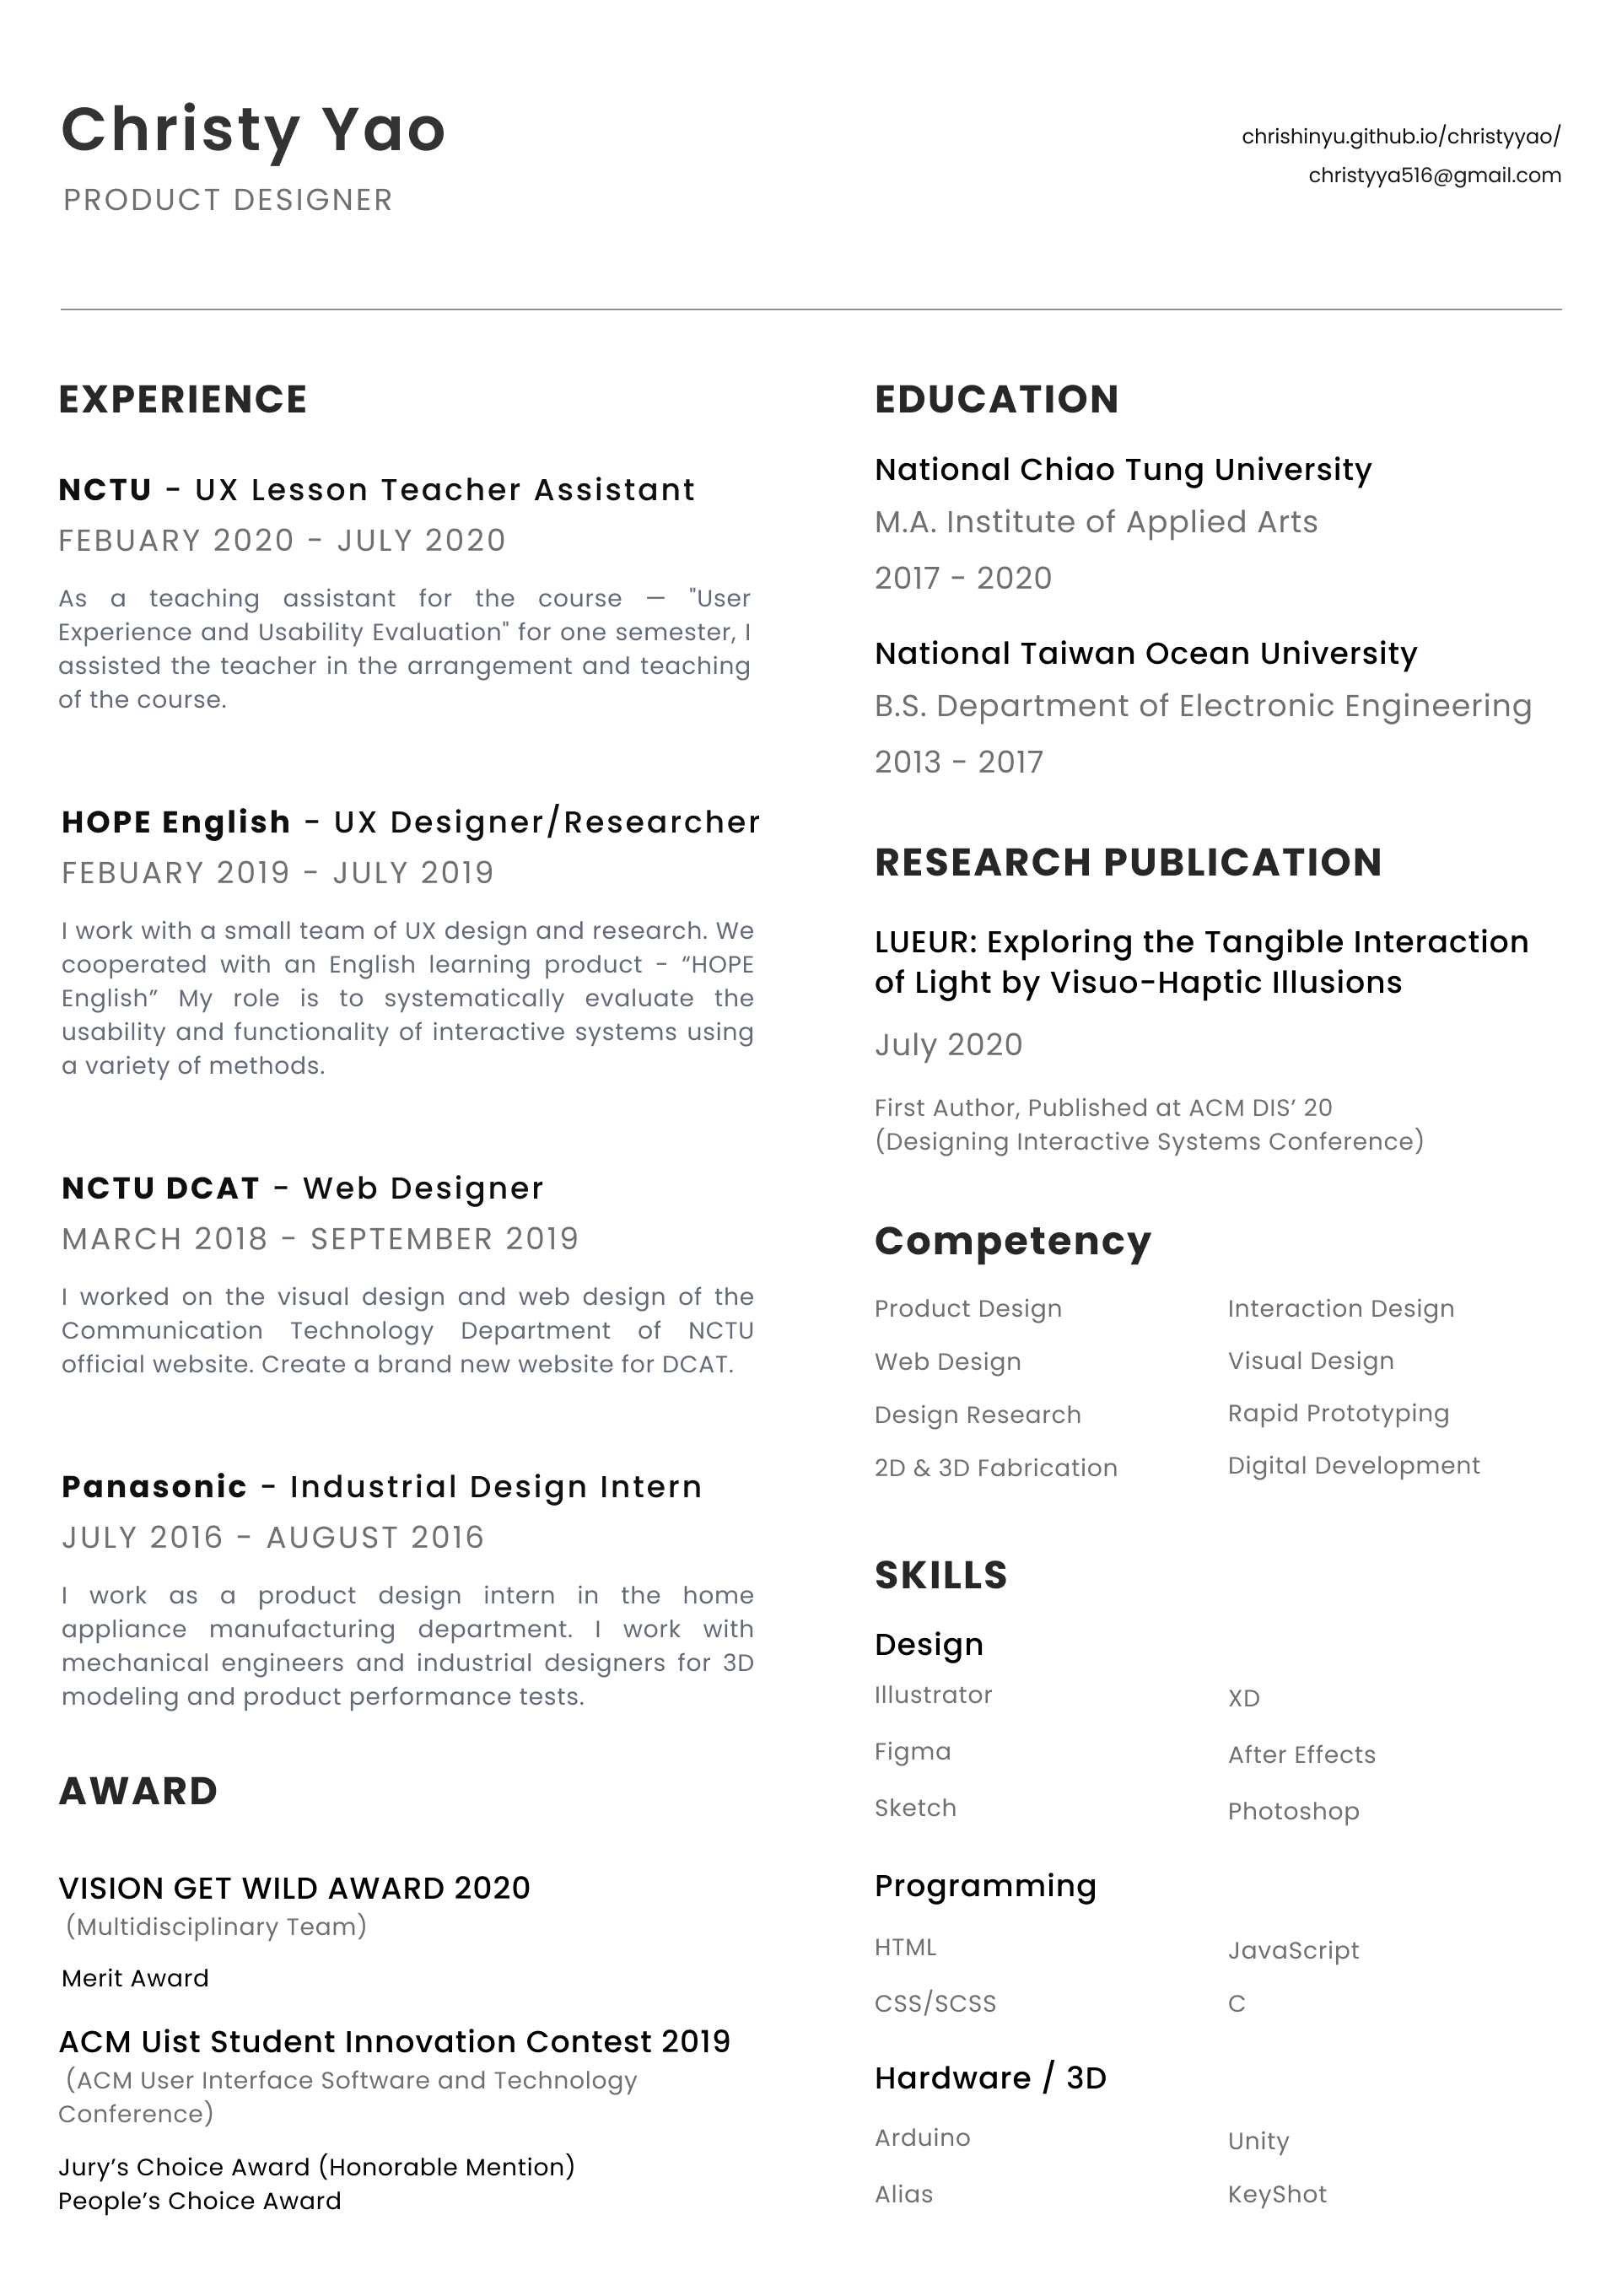 Christy Yao
PRODUCT DESIGNER
chrishinyu.github.io/christyyao/
christyya516@gmail.com
EXPERIENCE
NCTU - UX Lesson Teacher Assistant
FEBUARY 2020 - JULY 2020
As a teaching assistant for the course — "User
Experience and Usability Evaluation" for one semester, I
assisted the teacher in the arrangement and teaching
of the course.
HOPE English - UX Designer/Researcher
FEBUARY 2019 - JULY 2019
I work with a small team of UX design and research. We
cooperated with an English learning product - “HOPE
English” My role is to systematically evaluate the
usability and functionality of interactive systems using
a variety of methods.
NCTU DCAT - Web Designer
MARCH 2018 - SEPTEMBER 2019
I worked on the visual design and web design of the
Communication Technology Department of NCTU
official website. Create a brand new website for DCAT.
Panasonic - Industrial Design Intern
JULY 2016 - AUGUST 2016
I work as a product design intern in the home
appliance manufacturing department. I work with
mechanical engineers and industrial designers for 3D
modeling and product performance tests.
AWARD
VISION GET WILD AWARD 2020
(Multidisciplinary Team)
Merit Award
ACM Uist Student Innovation Contest 2019
(ACM User Interface Software and Technology
Conference)
Jury’s Choice Award (Honorable Mention)
People’s Choice Award
EDUCATION
National Chiao Tung University
M.A. Institute of Applied Arts
2017 - 2020
National Taiwan Ocean University
B.S. Department of Electronic Engineering
2013 - 2017
RESEARCH PUBLICATION
LUEUR: Exploring the Tangible Interaction
of Light by Visuo-Haptic Illusions
July 2020
First Author, Published at ACM DIS’ 20
(Designing Interactive Systems Conference)
Competency
Product Design
Interaction Design
Web Design
Visual Design
Design Research
Rapid Prototyping
2D & 3D Fabrication
Digital Development
SKILLS
Design
Illustrator
XD
Figma
After Effects
Sketch
Photoshop
Programming
HTML
JavaScript
CSS/SCSS
C
Hardware / 3D
Arduino
Unity
Alias
KeyShot